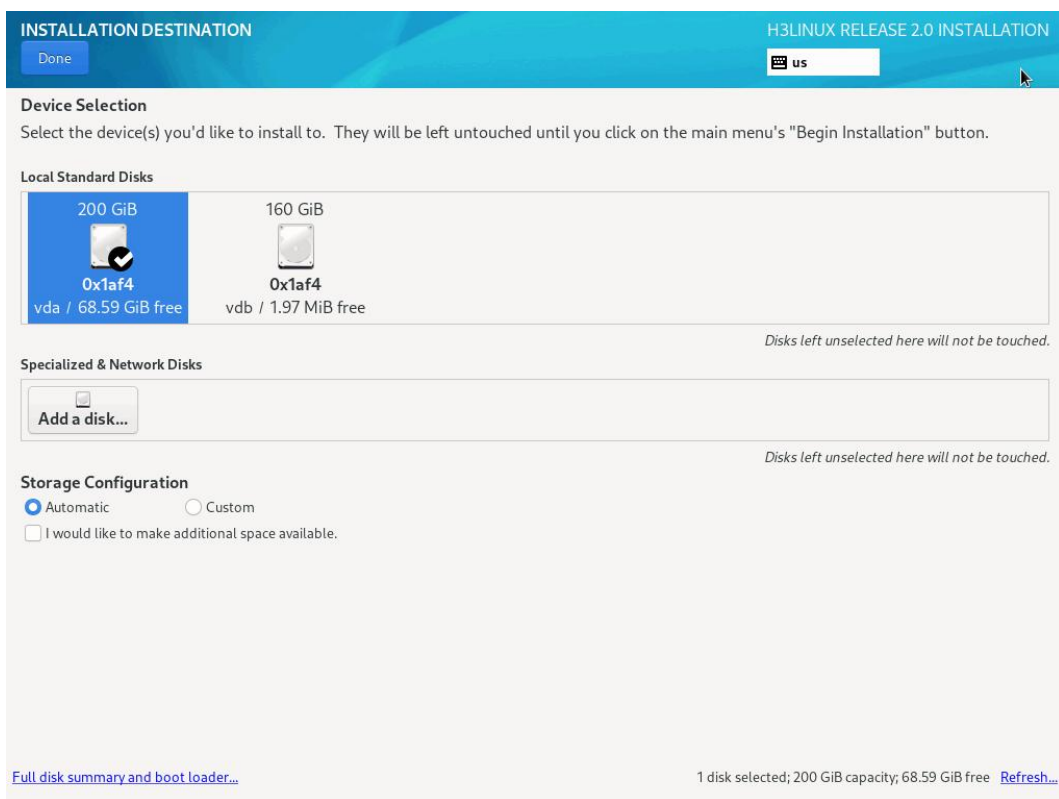 INSTALLATION DESTINATION
H3LINUX RELEASE 2.0 INSTALLATION
Done
us
Device Selection
Select the device(s) you'd like to install to. They will be left untouched until you click on the main menu's "Begin Installation" button.
Local Standard Disks
200 GiB
0x1af4
vda / 68.59 GiB free
160 GiB
0x1af4
vdb / 1.97 MiB free
Disks left unselected here will not be touched.
Specialized & Network Disks
Add a disk...
Disks left unselected here will not be touched.
Storage Configuration
Automatic
Custom
I would like to make additional space available.
Full disk summary and boot loader...
1 disk selected; 200 GiB capacity; 68.59 GiB free
Refresh...